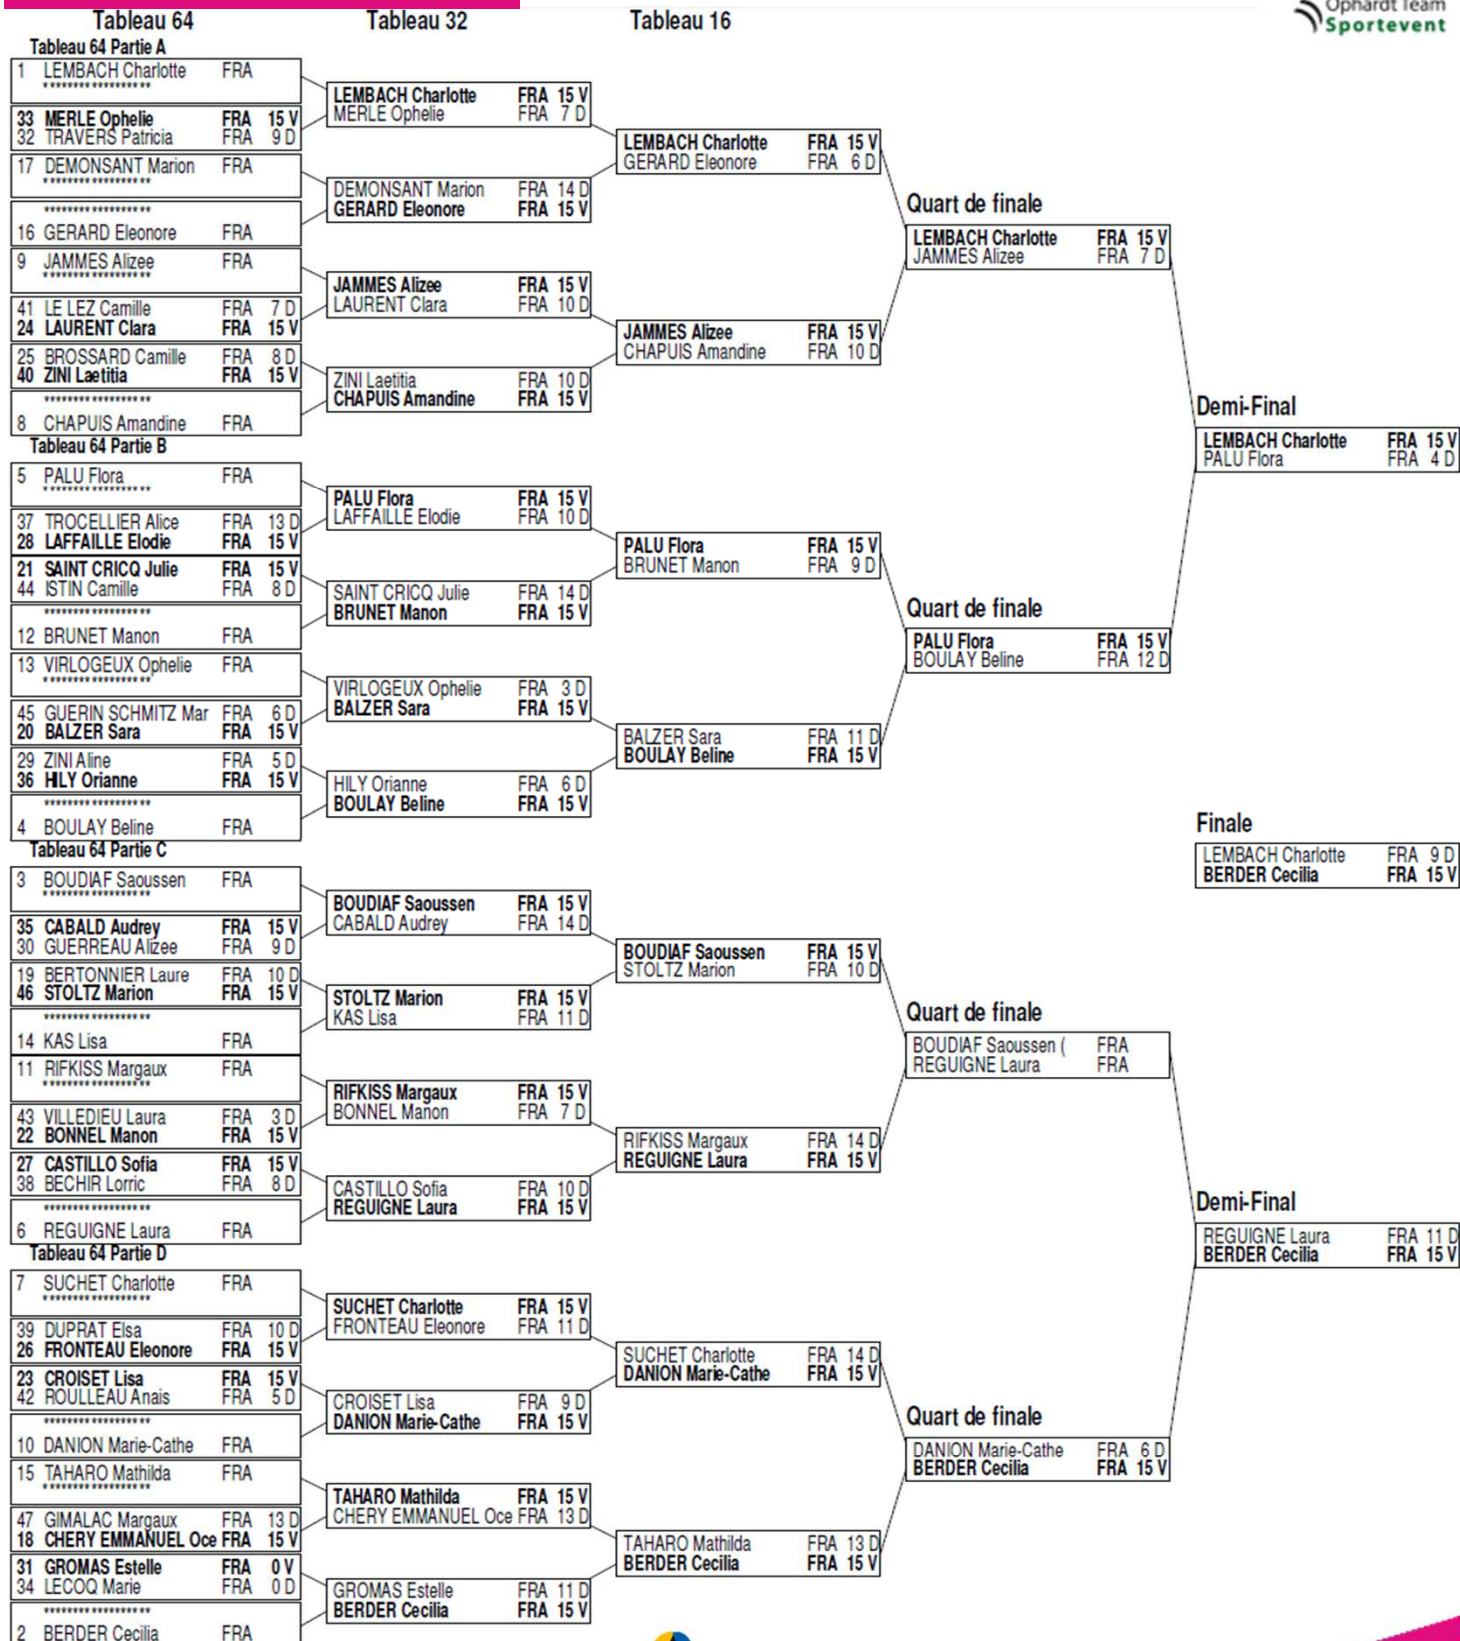 Ophardt Team
Sportevent
Tableau 64
Tableau 32
Tableau 16
Tableau 64 Partie A
1 LEMBACH Charlotte FRA
******************
33 MERLE Ophelie FRA 15 V
32 TRAVERS Patricia FRA 9 D
17 DEMONSANT Marion FRA
******************
******************
16 GERARD Eleonore FRA
9 JAMMES Alizee FRA
******************
41 LE LEZ Camille FRA 7 D
24 LAURENT Clara FRA 15 V
25 BROSSARD Camille FRA 8 D
40 ZINI Laetitia FRA 15 V
******************
8 CHAPUIS Amandine FRA
Tableau 64 Partie B
5 PALU Flora FRA
******************
37 TROCELLIER Alice FRA 13 D
28 LAFFAILLE Elodie FRA 15 V
21 SAINT CRICQ Julie FRA 15 V
44 ISTIN Camille FRA 8 D
******************
12 BRUNET Manon FRA
13 VIRLOGEUX Ophelie FRA
******************
45 GUERIN SCHMITZ Mar FRA 6 D
20 BALZER Sara FRA 15 V
29 ZINI Aline FRA 5 D
36 HILY Orianne FRA 15 V
******************
4 BOULAY Beline FRA
Tableau 64 Partie C
3 BOUDIAF Saoussen FRA
******************
35 CABALD Audrey FRA 15 V
30 GUERREAU Alizee FRA 9 D
19 BERTONNIER Laure FRA 10 D
46 STOLTZ Marion FRA 15 V
******************
14 KAS Lisa FRA
11 RIFKISS Margaux FRA
******************
43 VILLEDIEU Laura FRA 3 D
22 BONNEL Manon FRA 15 V
27 CASTILLO Sofia FRA 15 V
38 BECHIR Lorric FRA 8 D
******************
6 REGUIGNE Laura FRA
Tableau 64 Partie D
7 SUCHET Charlotte FRA
******************
39 DUPRAT Elsa FRA 10 D
26 FRONTEAU Eleonore FRA 15 V
23 CROISET Lisa FRA 15 V
42 ROULLEAU Anais FRA 5 D
******************
10 DANION Marie-Cathe FRA
15 TAHARO Mathilda FRA
******************
47 GIMALAC Margaux FRA 13 D
18 CHERY EMMANUEL Oce FRA 15 V
31 GROMAS Estelle FRA 0 V
34 LECOQ Marie FRA 0 D
******************
2 BERDER Cecilia FRA
LEMBACH Charlotte FRA 15 V
MERLE Ophelie FRA 7 D
DEMONSANT Marion FRA 14 D
GERARD Eleonore FRA 15 V
JAMMES Alizee FRA 15 V
LAURENT Clara FRA 10 D
ZINI Laetitia FRA 10 D
CHAPUIS Amandine FRA 15 V
PALU Flora FRA 15 V
LAFFAILLE Elodie FRA 10 D
SAINT CRICQ Julie FRA 14 D
BRUNET Manon FRA 15 V
VIRLOGEUX Ophelie FRA 3 D
BALZER Sara FRA 15 V
HILY Orianne FRA 6 D
BOULAY Beline FRA 15 V
BOUDIAF Saoussen FRA 15 V
CABALD Audrey FRA 14 D
STOLTZ Marion FRA 15 V
KAS Lisa FRA 11 D
RIFKISS Margaux FRA 15 V
BONNEL Manon FRA 7 D
CASTILLO Sofia FRA 10 D
REGUIGNE Laura FRA 15 V
SUCHET Charlotte FRA 15 V
FRONTEAU Eleonore FRA 11 D
CROISET Lisa FRA 9 D
DANION Marie-Cathe FRA 15 V
TAHARO Mathilda FRA 15 V
CHERY EMMANUEL Oce FRA 13 D
GROMAS Estelle FRA 11 D
BERDER Cecilia FRA 15 V
LEMBACH Charlotte FRA 15 V
GERARD Eleonore FRA 6 D
JAMMES Alizee FRA 15 V
CHAPUIS Amandine FRA 10 D
PALU Flora FRA 15 V
BRUNET Manon FRA 9 D
BALZER Sara FRA 11 D
BOULAY Beline FRA 15 V
BOUDIAF Saoussen FRA 15 V
STOLTZ Marion FRA 10 D
RIFKISS Margaux FRA 14 D
REGUIGNE Laura FRA 15 V
SUCHET Charlotte FRA 14 D
DANION Marie-Cathe FRA 15 V
TAHARO Mathilda FRA 13 D
BERDER Cecilia FRA 15 V
Quart de finale
LEMBACH Charlotte FRA 15 V
JAMMES Alizee FRA 7 D
Quart de finale
PALU Flora FRA 15 V
BOULAY Beline FRA 12 D
Quart de finale
BOUDIAF Saoussen ( FRA
REGUIGNE Laura FRA
Quart de finale
DANION Marie-Cathe FRA 6 D
BERDER Cecilia FRA 15 V
Demi-Final
LEMBACH Charlotte FRA 15 V
PALU Flora FRA 4 D
Finale
LEMBACH Charlotte FRA 9 D
BERDER Cecilia FRA 15 V
Demi-Final
REGUIGNE Laura FRA 11 D
BERDER Cecilia FRA 15 V